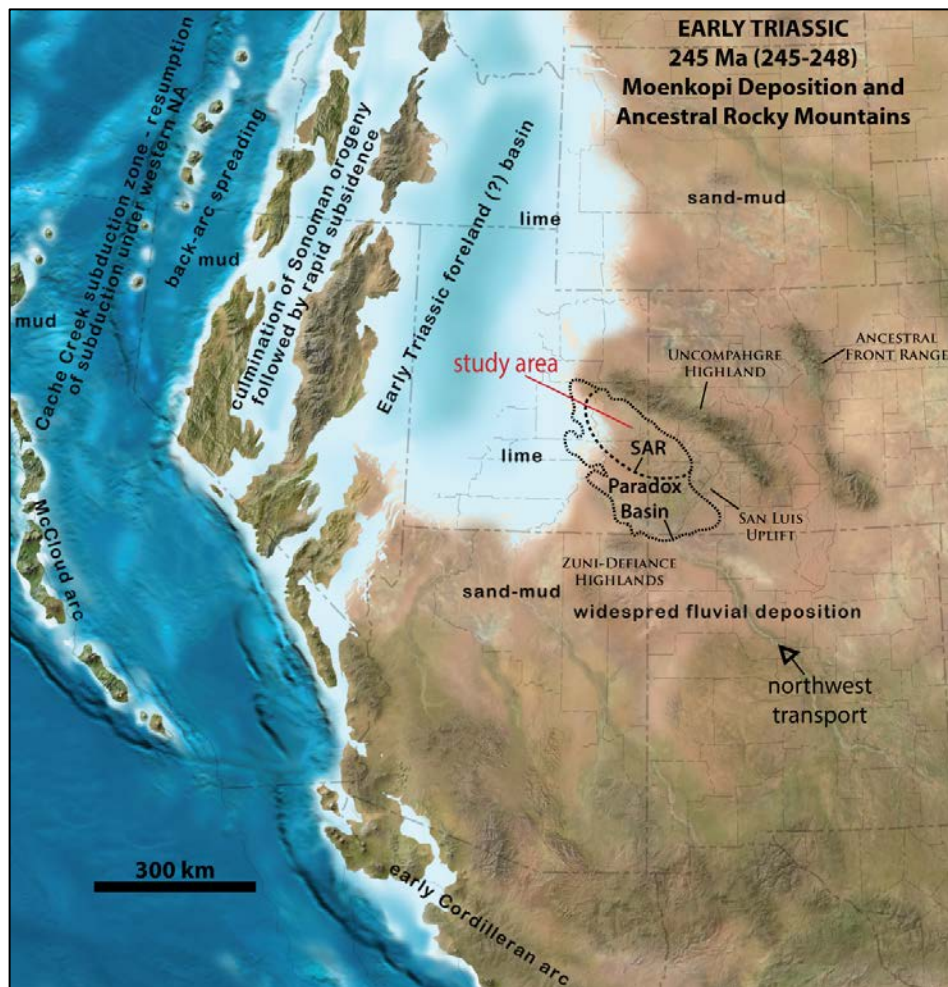 EARLY TRIASSIC
245 Ma (245-248)
Moenkopi Deposition and
Ancestral Rocky Mountains
Cache Creek subduction zone - resumption
of subduction under western NA
back-arc spreading
mud
culmination of Sonoman orogeny
followed by rapid subsidence
Early Triassic foreland (?) basin
lime
sand-mud
mud
study area
UNCOMPAHGRE
HIGHLAND
ANCESTRAL
FRONT RANGE
lime
SAR
Paradox
Basin
SAN LUIS
UPLIFT
McCloud arc
ZUNI-DEFIANCE
HIGHLANDS
sand-mud
widespred fluvial deposition
northwest
transport
300 km
early Cordilleran arc